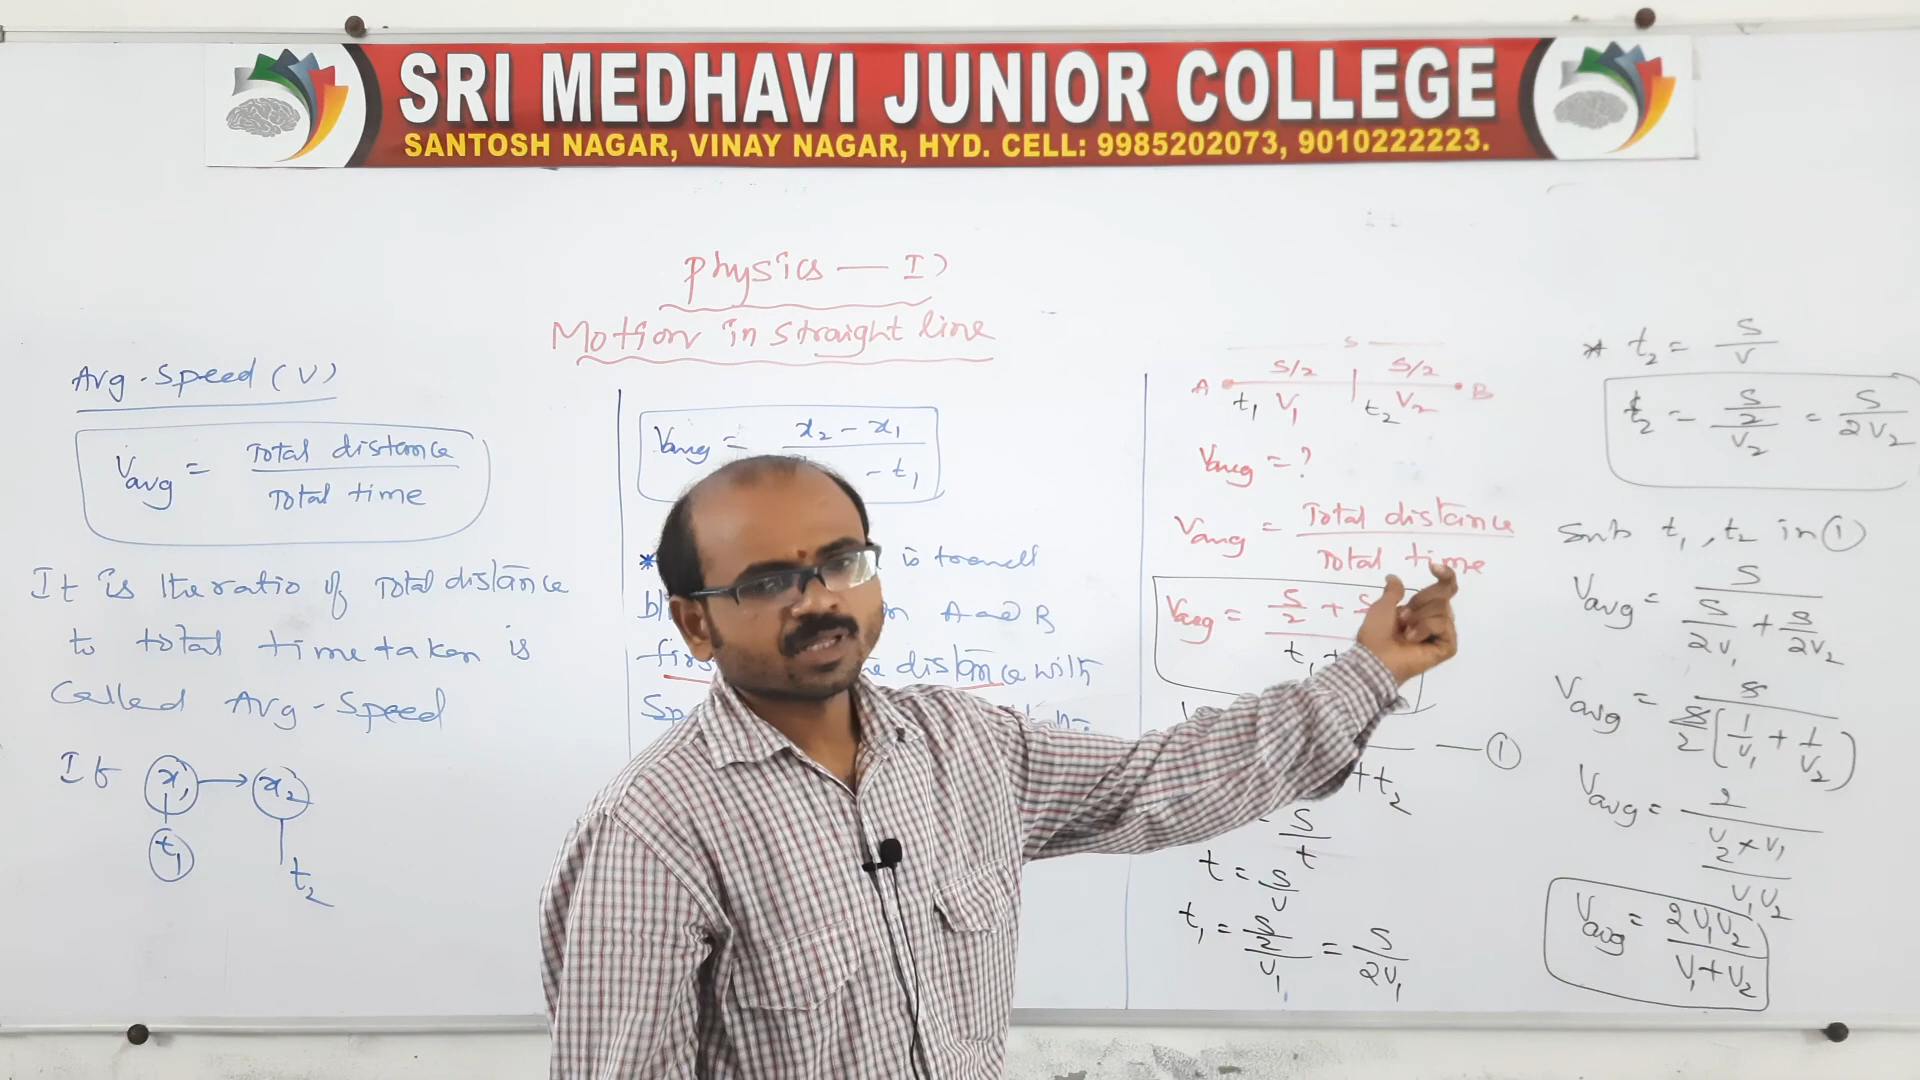 SRI MEDHAVI JUNIOR COLLEGE
SANTOSH NAGAR, VINAY NAGAR, HYD. CELL: 9985202073, 9010222223.
Physics — I
Motion in straight line
Avg-Speed (V)
Vavg = Total distance / Total time
It is the ratio of Total distance
to total time taken is
Called Avg-Speed
If x₁ → x₂
t₁ t₂
Vavg = x₂ - x₁
- t₁
* is travell
A and B
distance with
S
S/2 S/2
A B
t₁ V₁ t₂ V₂
Vavg = ?
Vavg = Total distance / Total time
Vavg = S/2 +
t₁ +
— ①
+ t₂
S/t
t = S/V
t₁ = (S/2)/V₁ = S/2V₁
* t₂ = S/V
t₂ = (S/2)/V₂ = S/2V₂
Sub t₁, t₂ in ①
Vavg = S / (S/2V₁ + S/2V₂)
Vavg = S / (S/2 [1/V₁ + 1/V₂])
Vavg = 2 / ((V₂ + V₁)/V₁V₂)
Vavg = 2V₁V₂ / (V₁ + V₂)